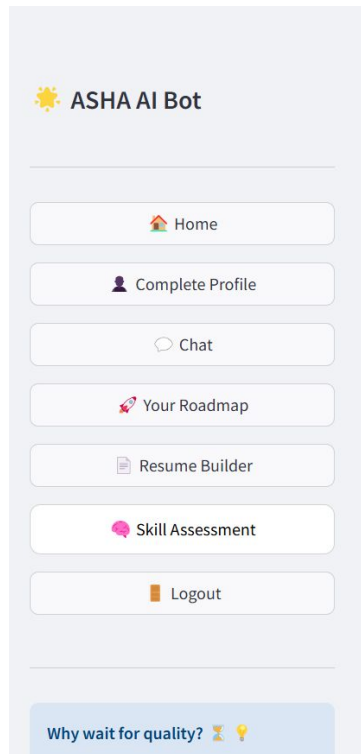 🌟 ASHA AI Bot
🏠 Home
👤 Complete Profile
💬 Chat
🚀 Your Roadmap
📄 Resume Builder
🧠 Skill Assessment
🚪 Logout
Why wait for quality? ⏳ 💡